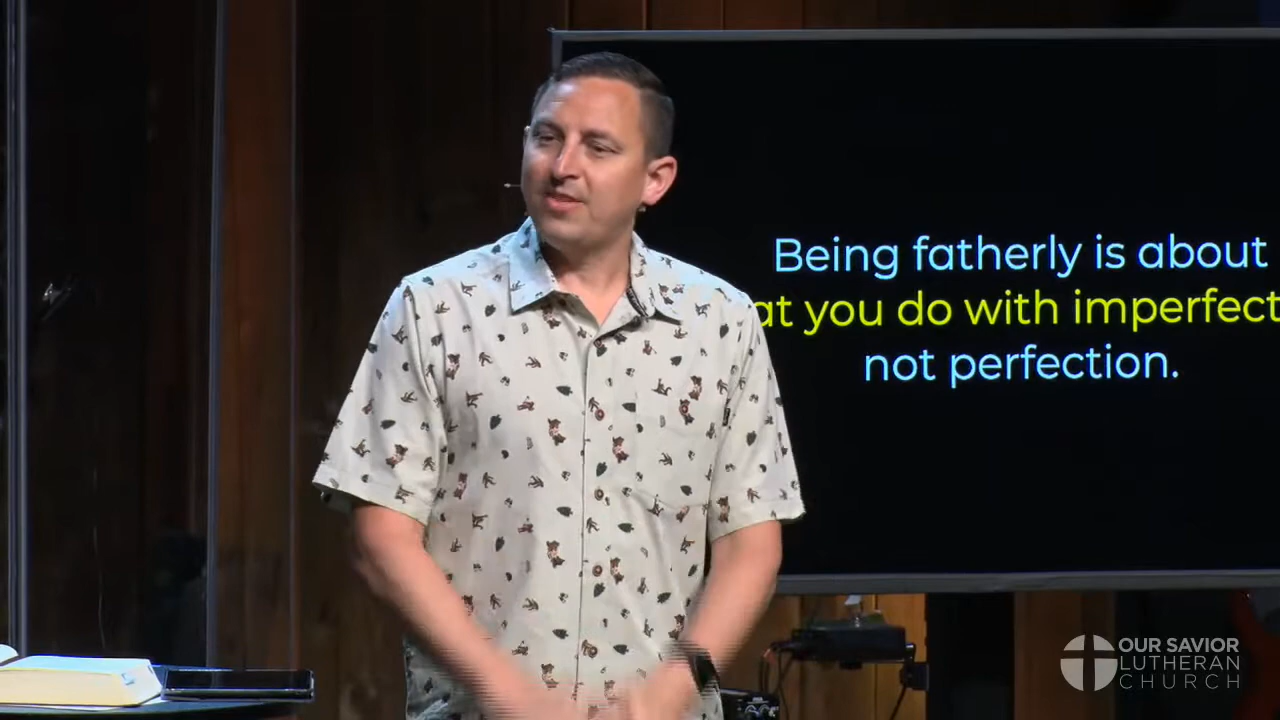 Being fatherly is about
at you do with imperfect
not perfection.
OUR SAVIOR
LUTHERAN
CHURCH